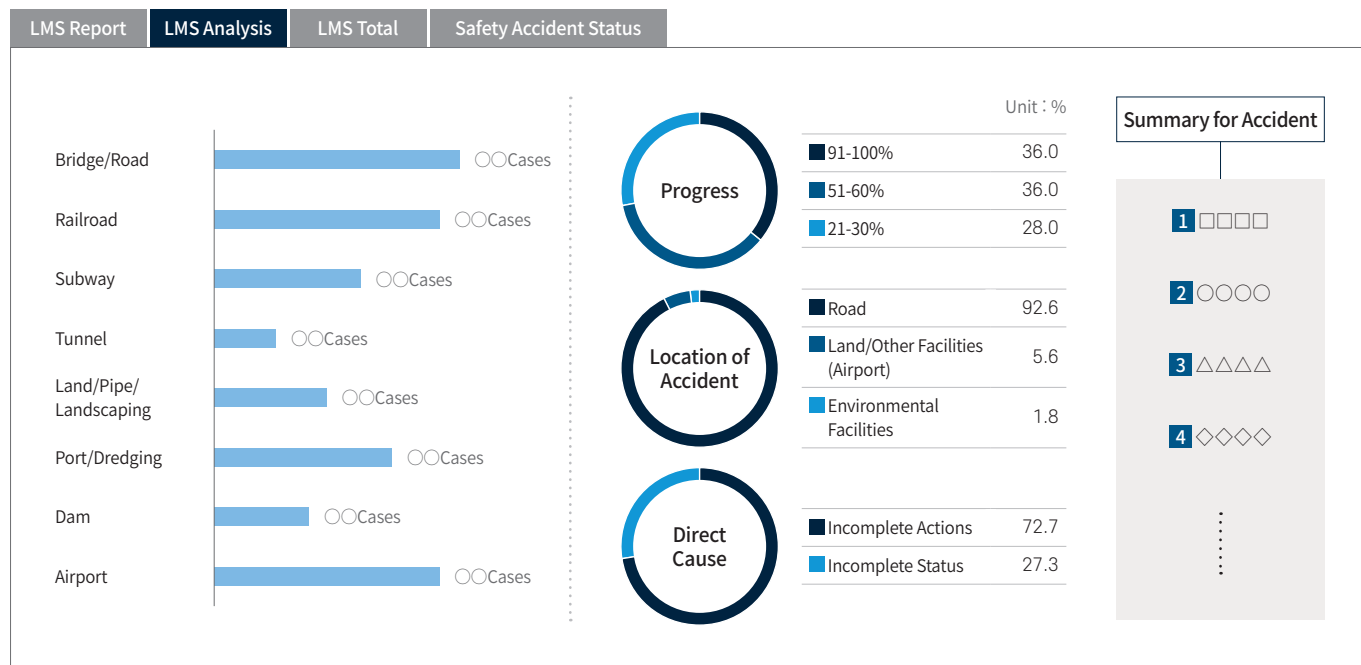 LMS Report
LMS Analysis
LMS Total
Safety Accident Status
Bridge/Road
○○Cases
Railroad
○○Cases
Subway
○○Cases
Tunnel
○○Cases
Land/Pipe/
Landscaping
○○Cases
Port/Dredging
○○Cases
Dam
○○Cases
Airport
○○Cases
Unit : %
Progress
91-100% 36.0
51-60% 36.0
21-30% 28.0
Location of
Accident
Road 92.6
Land/Other Facilities
(Airport)
5.6
Environmental
Facilities
1.8
Direct
Cause
Incomplete Actions 72.7
Incomplete Status 27.3
Summary for Accident
1 □□□□
2 ○○○○
3 △△△△
4 ◇◇◇◇